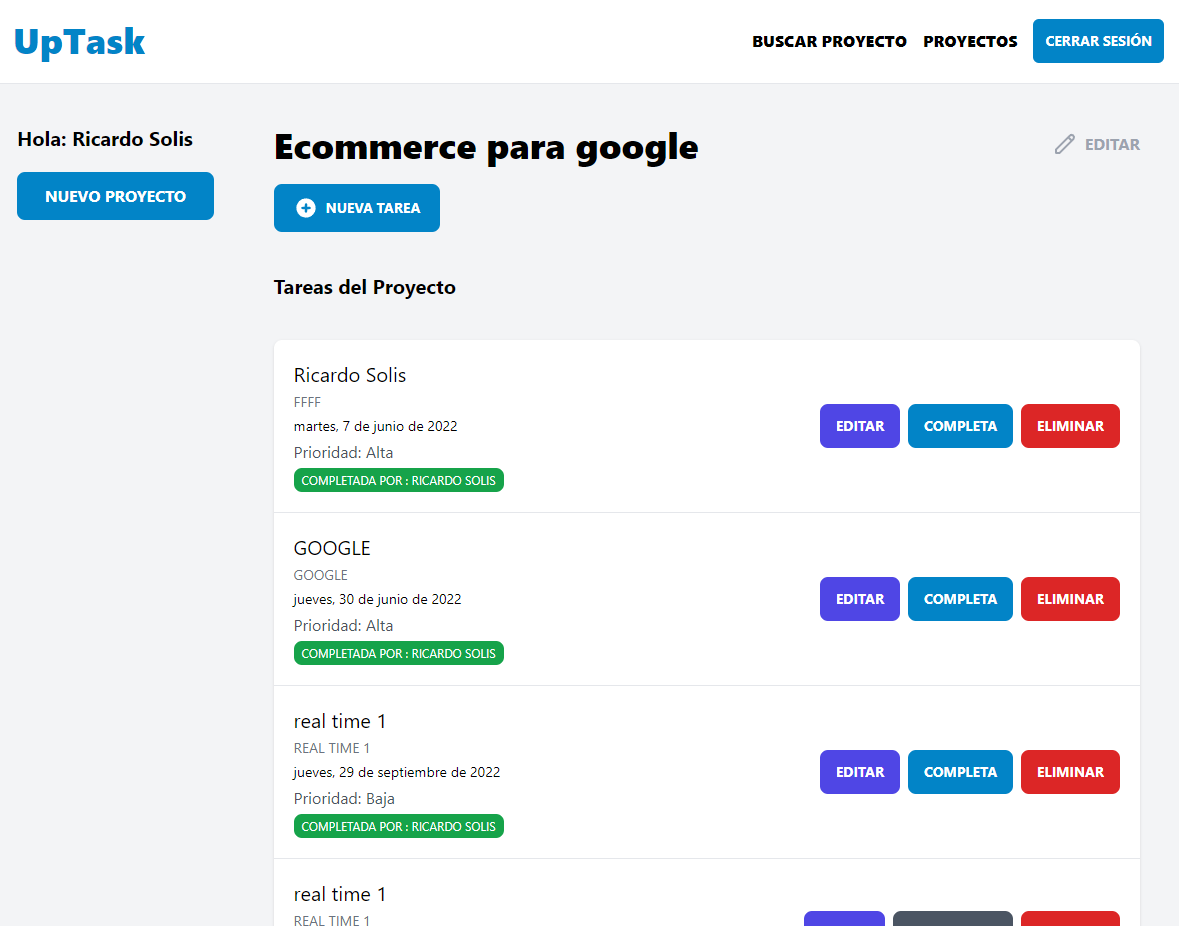 UpTask
BUSCAR PROYECTO PROYECTOS CERRAR SESIÓN
Hola: Ricardo Solis
NUEVO PROYECTO
Ecommerce para google
EDITAR
NUEVA TAREA
Tareas del Proyecto
Ricardo Solis
FFFF
martes, 7 de junio de 2022
Prioridad: Alta
COMPLETADA POR : RICARDO SOLIS
EDITAR COMPLETA ELIMINAR
GOOGLE
GOOGLE
jueves, 30 de junio de 2022
Prioridad: Alta
COMPLETADA POR : RICARDO SOLIS
EDITAR COMPLETA ELIMINAR
real time 1
REAL TIME 1
jueves, 29 de septiembre de 2022
Prioridad: Baja
COMPLETADA POR : RICARDO SOLIS
EDITAR COMPLETA ELIMINAR
real time 1
REAL TIME 1